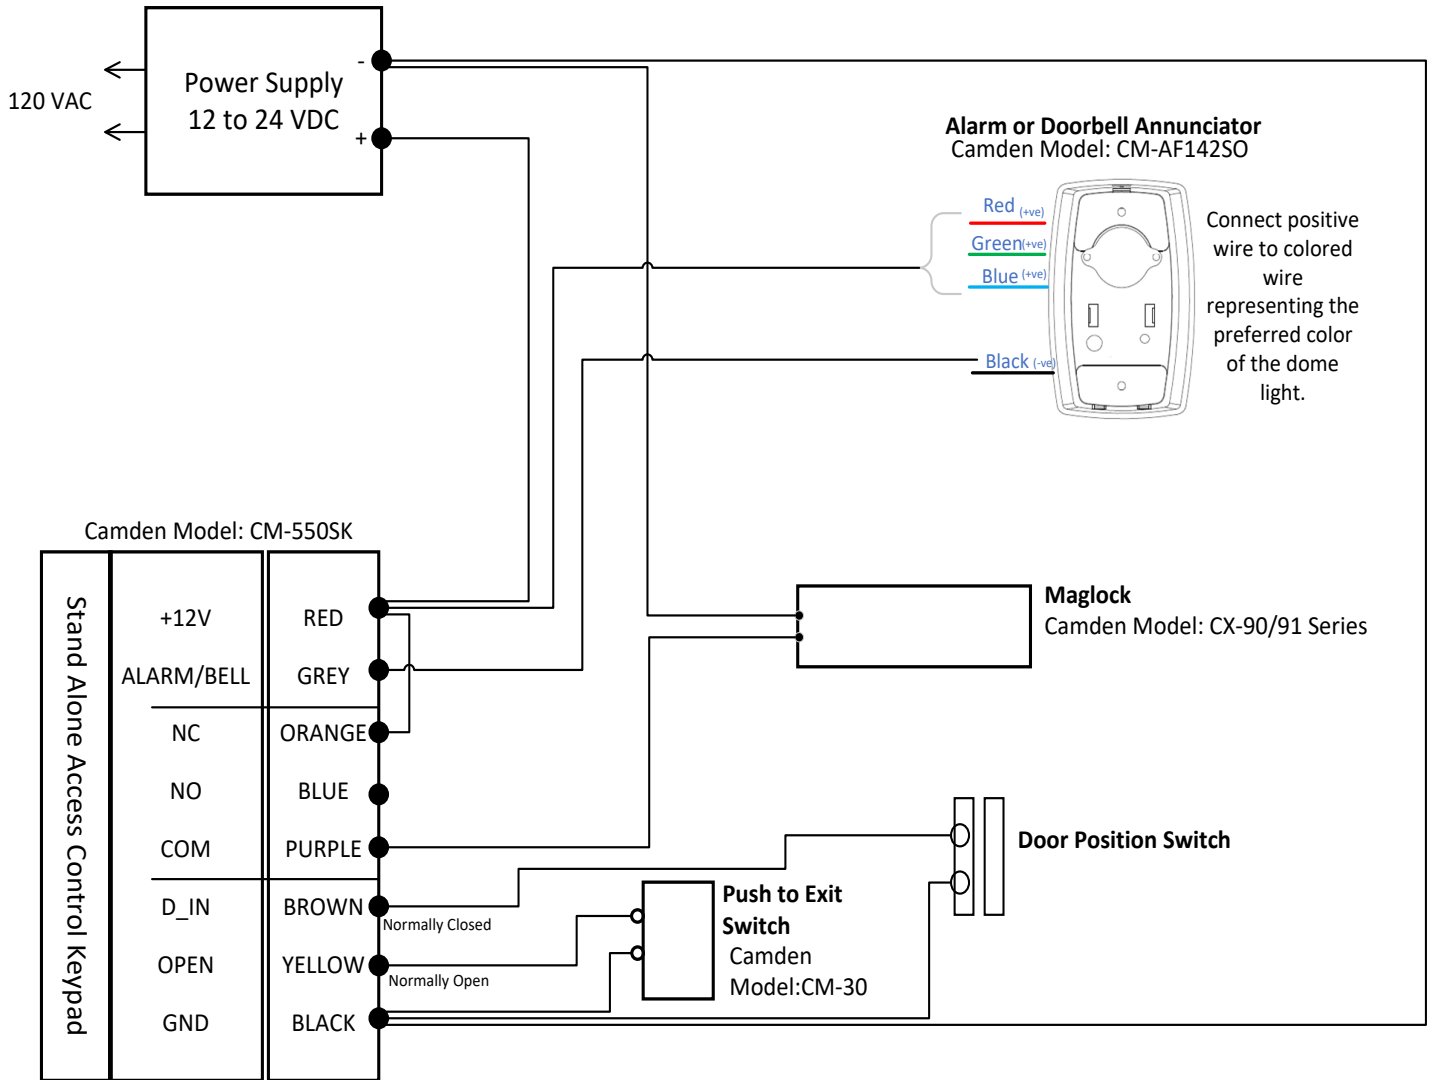 120 VAC
Power Supply
12 to 24 VDC
-
+
Alarm or Doorbell Annunciator
Camden Model: CM-AF142SO
Red (+ve)
Green(+ve)
Blue (+ve)
Black (-ve)
Connect positive
wire to colored
wire
representing the
preferred color
of the dome
light.
Camden Model: CM-550SK
Stand Alone Access Control Keypad
+12V RED
ALARM/BELL GREY
NC ORANGE
NO BLUE
COM PURPLE
D_IN BROWN
OPEN YELLOW
GND BLACK
Normally Closed
Normally Open
Maglock
Camden Model: CX-90/91 Series
Door Position Switch
Push to Exit
Switch
Camden
Model:CM-30